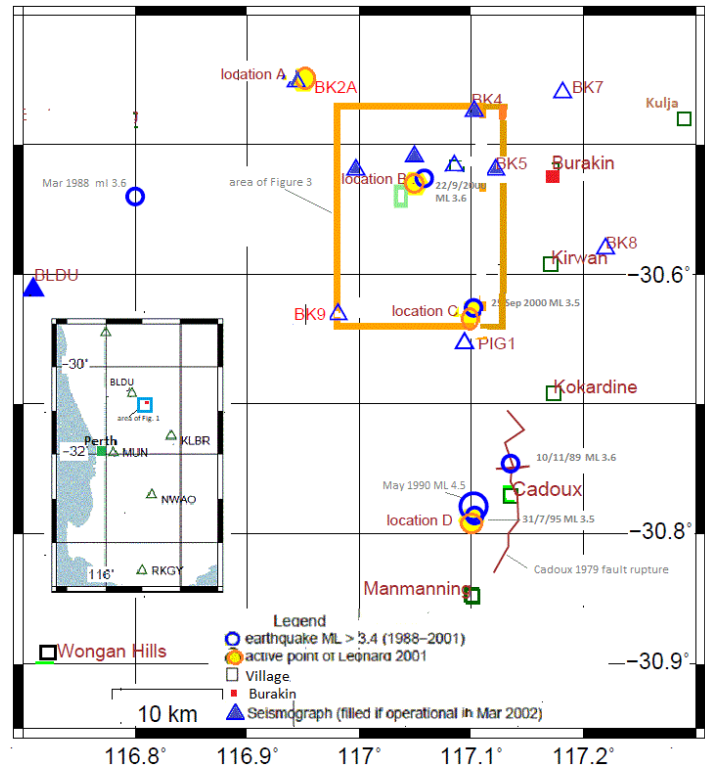 location A
BK2A
BK7
BK4
Kulja
Mar 1988 ml 3.6
area of Figure 3
location B
BK5
Burakin
22/9/2000
ML 3.6
BK8
Kirwan
BLDU
−30.6°
BK9
location C
25 Sep 2000 ML 3.5
PIG1
−30°
BLDU
area of Fig. 1
Kokardine
Perth
KLBR
−32
MUN
NWAO
116°
RKGY
10/11/89 ML 3.6
May 1990 ML 4.5
Cadoux
location D
31/7/95 ML 3.5
−30.8°
Cadoux 1979 fault rupture
Manmanning
Legend
earthquake ML > 3.4 (1988–2001)
active point of Leonard 2001
Wongan Hills
−30.9°
Village
Burakin
10 km
Seismograph (filled if operational in Mar 2002)
116.8° 116.9° 117° 117.1° 117.2°